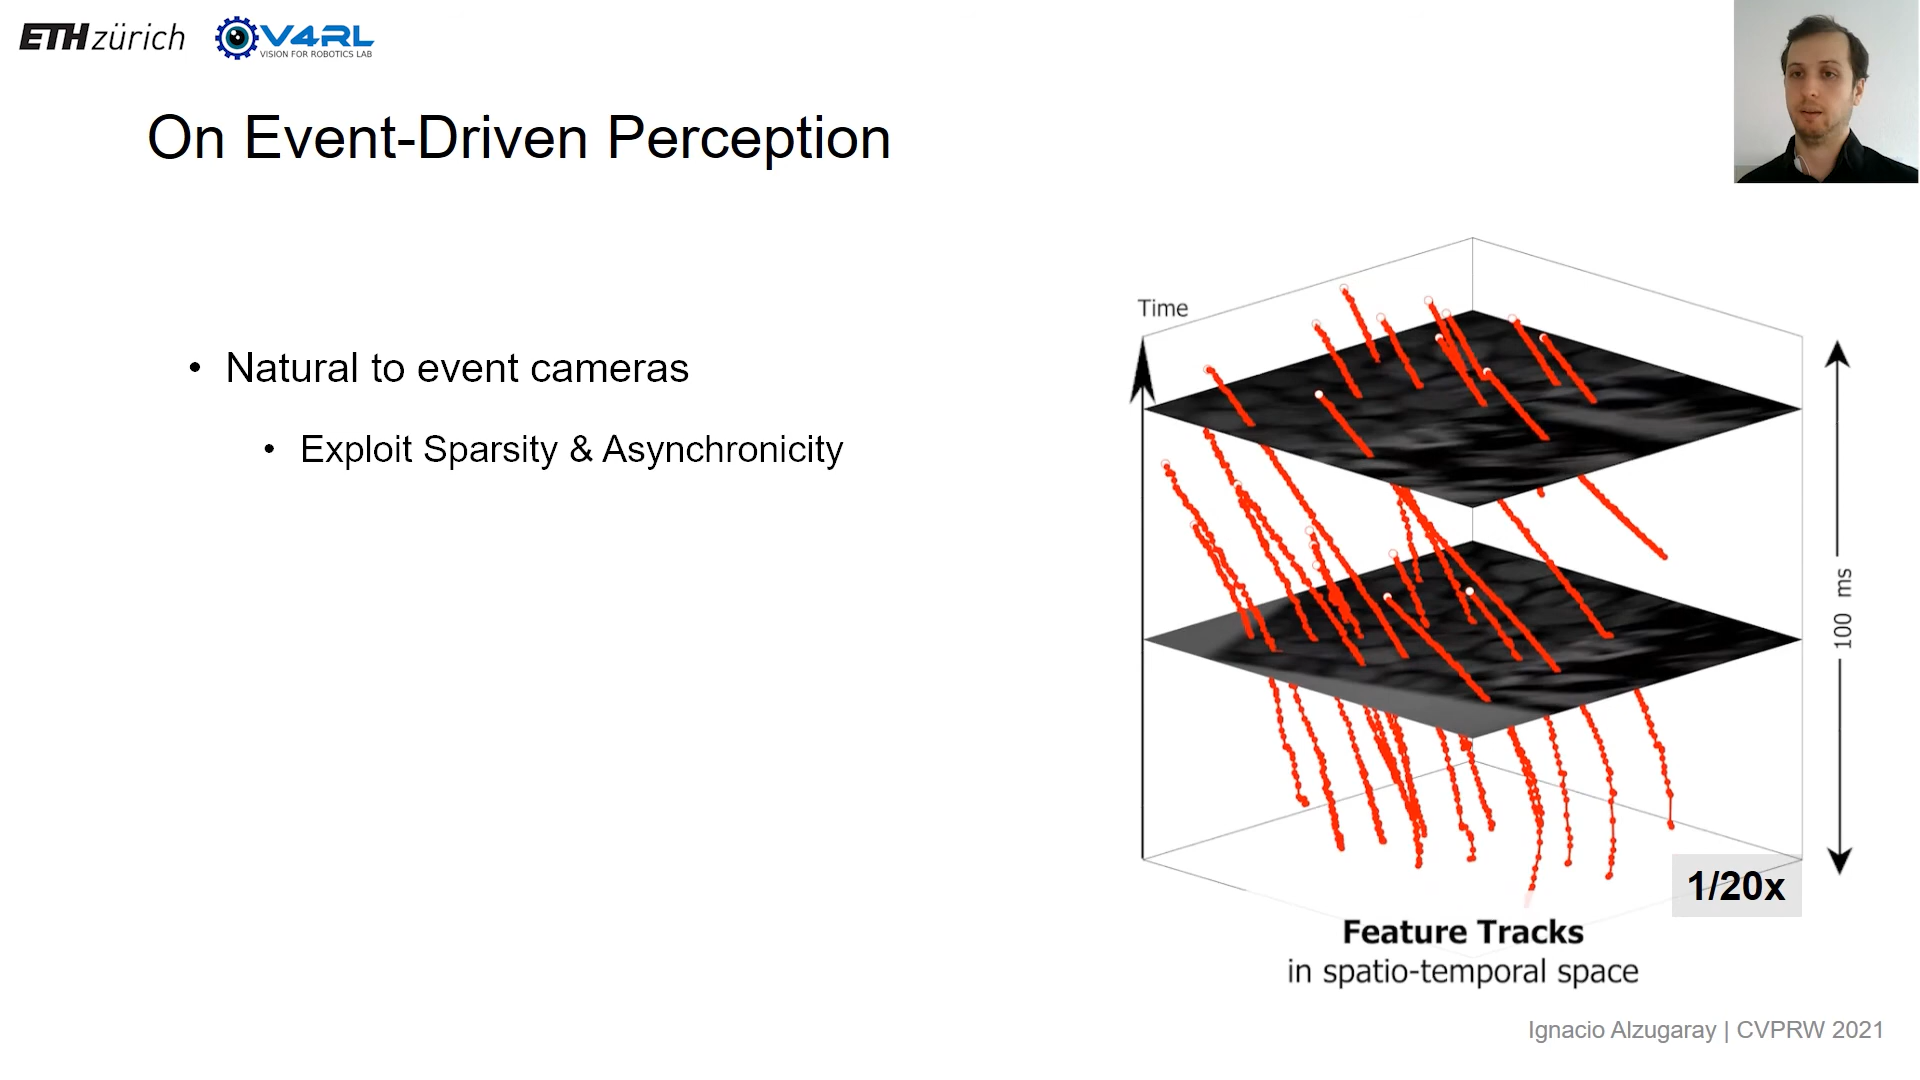 ETH zürich
V4RL
VISION FOR ROBOTICS LAB
On Event-Driven Perception
• Natural to event cameras
• Exploit Sparsity & Asynchronicity
Time
100 ms
1/20x
Feature Tracks
in spatio-temporal space
Ignacio Alzugaray | CVPRW 2021